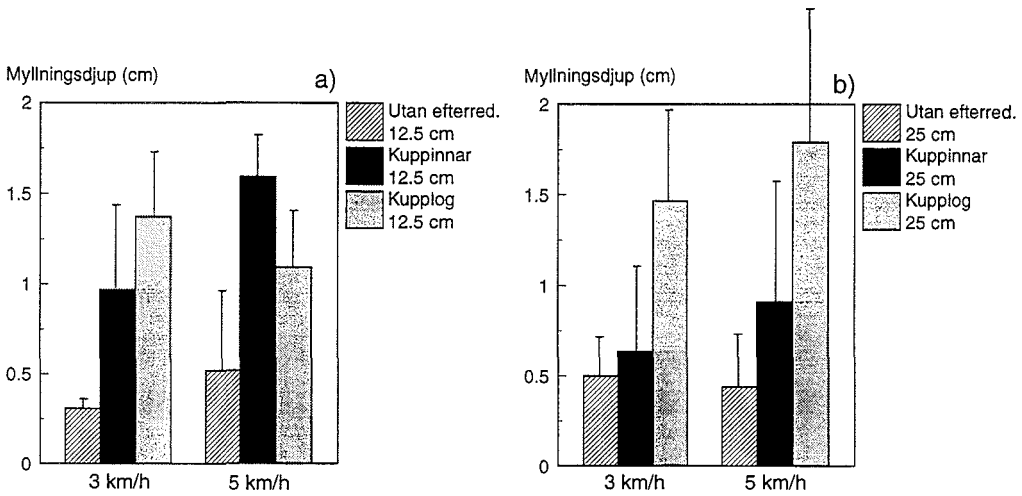 Myllningsdjup (cm)
a)
2
1.5
1
0.5
0
3 km/h
5 km/h
Utan efterred.
12.5 cm
Kuppinnar
12.5 cm
Kupplog
12.5 cm
Myllningsdjup (cm)
b)
2
1.5
1
0.5
0
3 km/h
5 km/h
Utan efterred.
25 cm
Kuppinnar
25 cm
Kupplog
25 cm